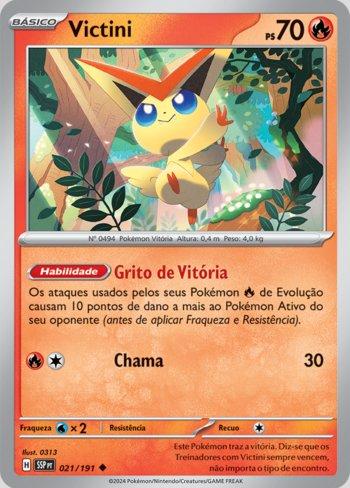 BÁSICO Victini PS 70
Nº 0494 Pokémon Vitória Altura: 0,4 m Peso: 4,0 kg
Habilidade Grito de Vitória
Os ataques usados pelos seus Pokémon de Evolução
causam 10 pontos de dano a mais ao Pokémon Ativo do
seu oponente (antes de aplicar Fraqueza e Resistência).
Chama 30
Fraqueza ×2 Resistência Recuo
Ilust. 0313
H SSP PT 021/191
Este Pokémon traz a vitória. Diz-se que os
Treinadores com Victini sempre vencem,
não importa o tipo de encontro.
©2024 Pokémon/Nintendo/Creatures/GAME FREAK